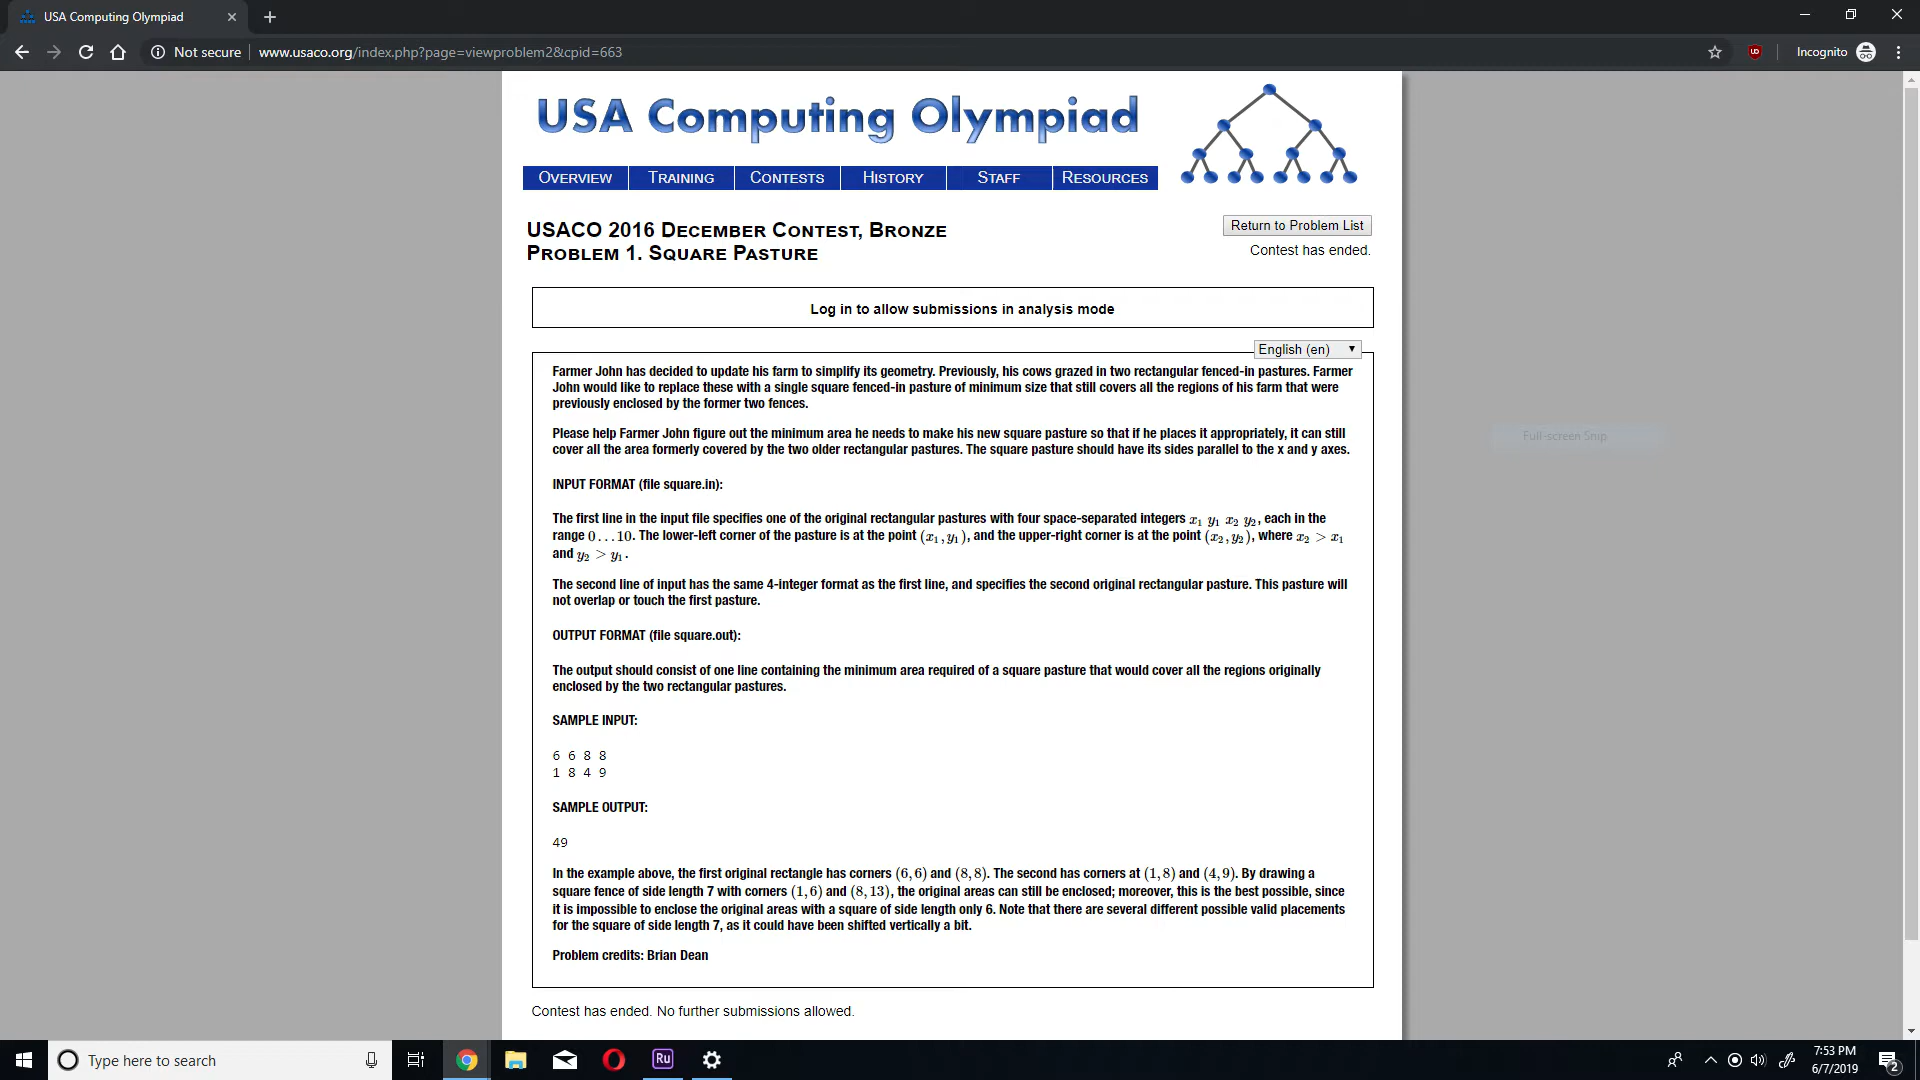 USA Computing Olympiad
Not secure www.usaco.org/index.php?page=viewproblem2&cpid=663
Incognito
USA Computing Olympiad
OVERVIEW TRAINING CONTESTS HISTORY STAFF RESOURCES
USACO 2016 DECEMBER CONTEST, BRONZE
PROBLEM 1. SQUARE PASTURE
Return to Problem List
Contest has ended.
Log in to allow submissions in analysis mode
English (en)
Farmer John has decided to update his farm to simplify its geometry. Previously, his cows grazed in two rectangular fenced-in pastures. Farmer
John would like to replace these with a single square fenced-in pasture of minimum size that still covers all the regions of his farm that were
previously enclosed by the former two fences.
Please help Farmer John figure out the minimum area he needs to make his new square pasture so that if he places it appropriately, it can still
cover all the area formerly covered by the two older rectangular pastures. The square pasture should have its sides parallel to the x and y axes.
Full-screen Snip
INPUT FORMAT (file square.in):
The first line in the input file specifies one of the original rectangular pastures with four space-separated integers x₁ y₁ x₂ y₂, each in the
range 0…10. The lower-left corner of the pasture is at the point (x₁, y₁), and the upper-right corner is at the point (x₂, y₂), where x₂ > x₁
and y₂ > y₁.
The second line of input has the same 4-integer format as the first line, and specifies the second original rectangular pasture. This pasture will
not overlap or touch the first pasture.
OUTPUT FORMAT (file square.out):
The output should consist of one line containing the minimum area required of a square pasture that would cover all the regions originally
enclosed by the two rectangular pastures.
SAMPLE INPUT:
6 6 8 8
1 8 4 9
SAMPLE OUTPUT:
49
In the example above, the first original rectangle has corners (6, 6) and (8, 8). The second has corners at (1, 8) and (4, 9). By drawing a
square fence of side length 7 with corners (1, 6) and (8, 13), the original areas can still be enclosed; moreover, this is the best possible, since
it is impossible to enclose the original areas with a square of side length only 6. Note that there are several different possible valid placements
for the square of side length 7, as it could have been shifted vertically a bit.
Problem credits: Brian Dean
Contest has ended. No further submissions allowed.
Type here to search
Ru
7:53 PM
6/7/2019
2